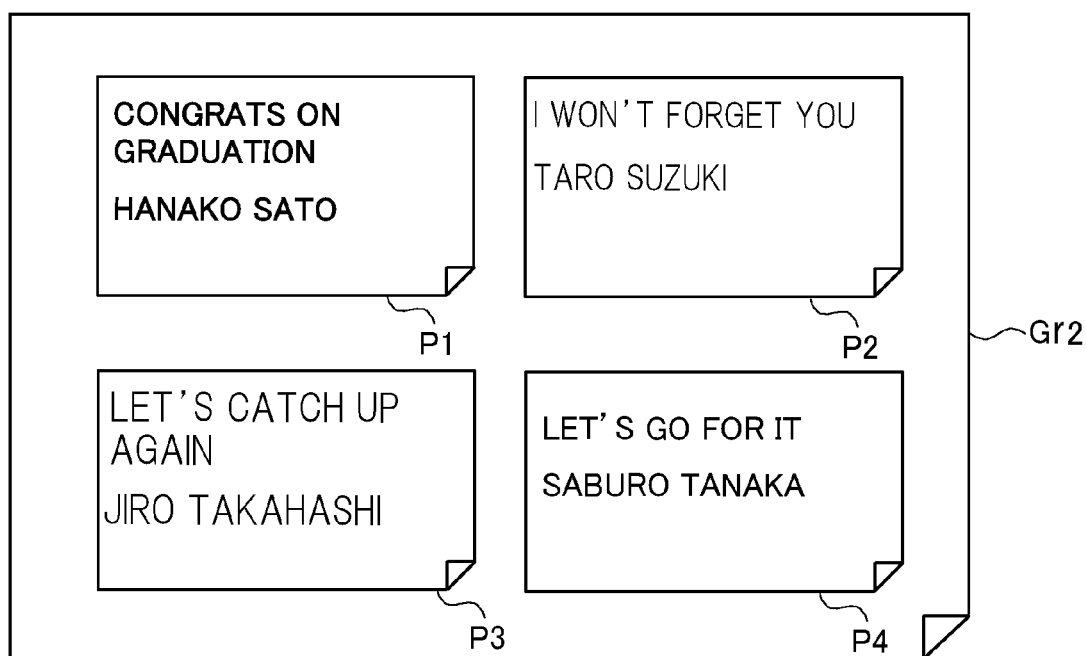 CONGRATS ON
GRADUATION
HANAKO SATO
P1
I WON'T FORGET YOU
TARO SUZUKI
P2
Gr2
LET'S CATCH UP
AGAIN
JIRO TAKAHASHI
P3
LET'S GO FOR IT
SABURO TANAKA
P4